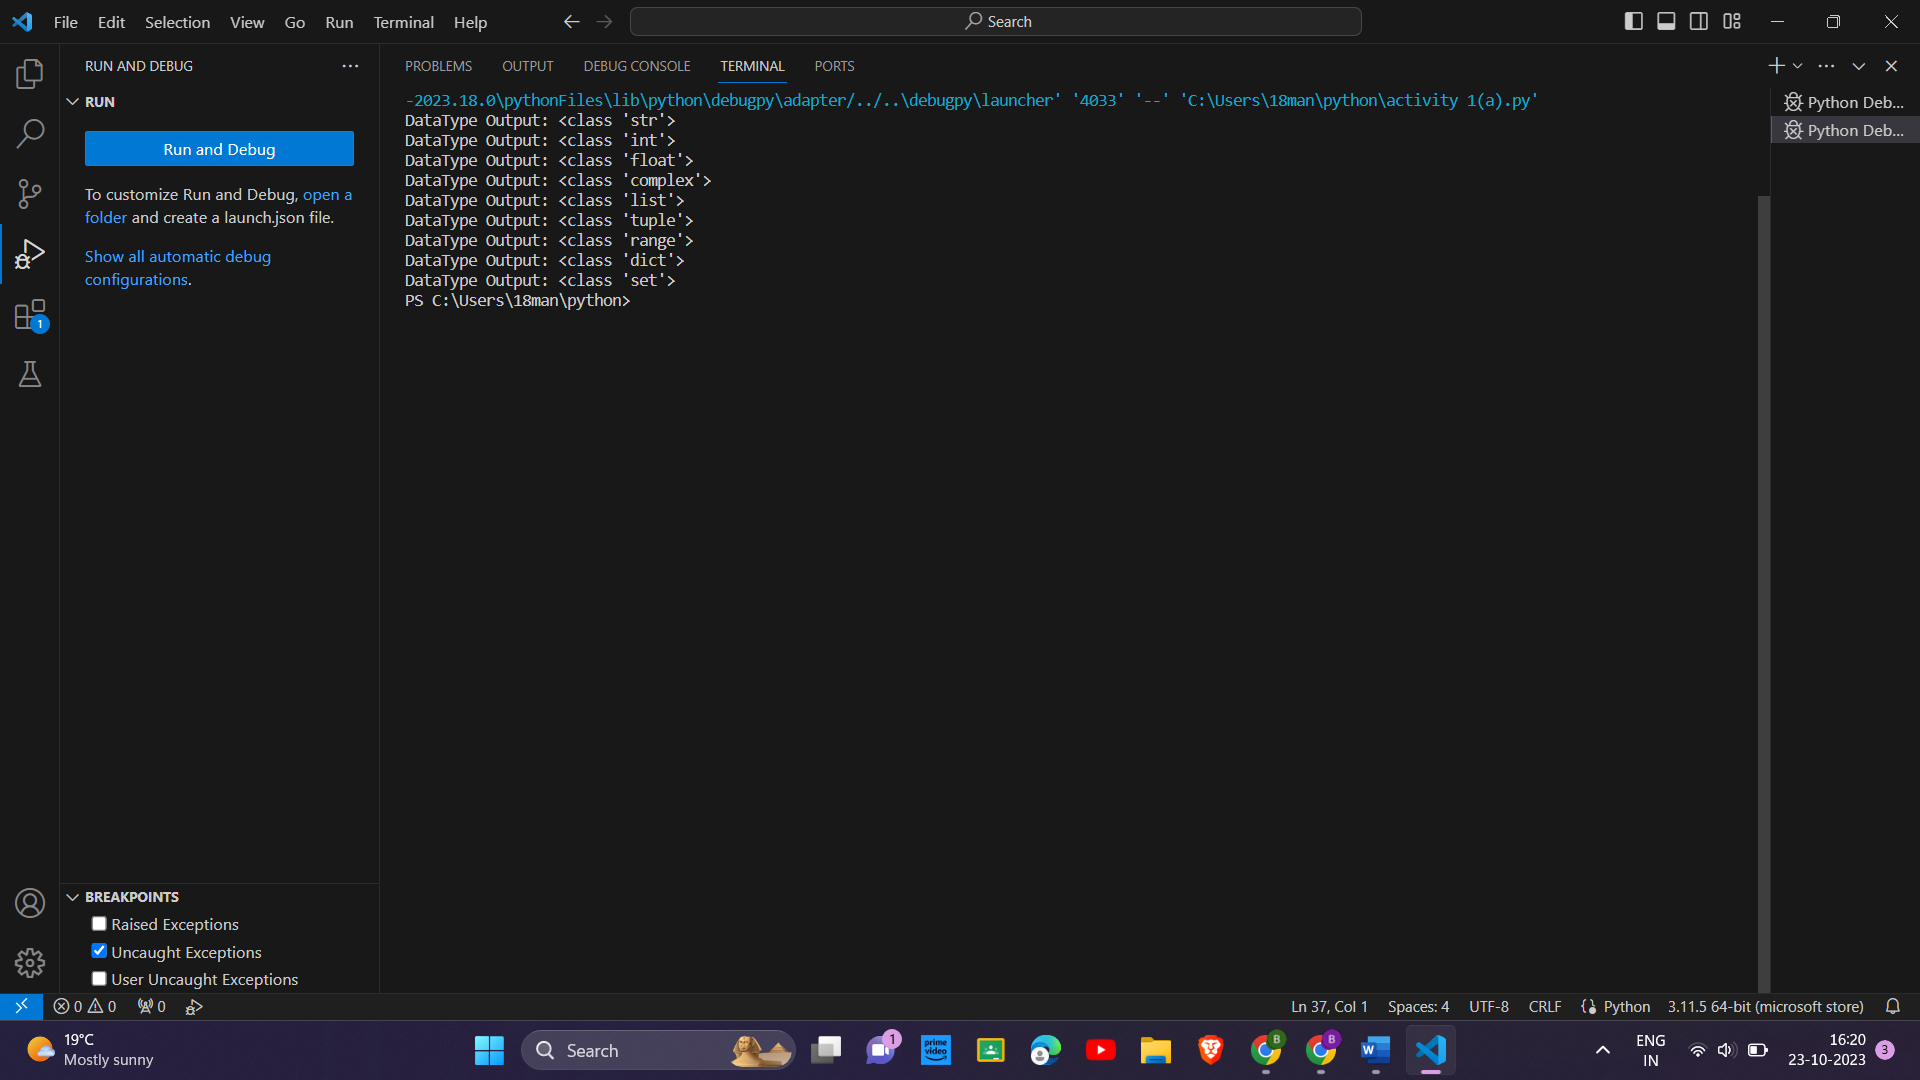 File Edit Selection View Go Run Terminal Help
Search
RUN AND DEBUG
RUN
Run and Debug
To customize Run and Debug, open a
folder and create a launch.json file.
Show all automatic debug
configurations.
BREAKPOINTS
Raised Exceptions
Uncaught Exceptions
User Uncaught Exceptions
1
PROBLEMS OUTPUT DEBUG CONSOLE TERMINAL PORTS
-2023.18.0\pythonFiles\lib\python\debugpy\adapter/../..\debugpy\launcher' '4033' '--' 'C:\Users\18man\python\activity 1(a).py'
DataType Output: <class 'str'>
DataType Output: <class 'int'>
DataType Output: <class 'float'>
DataType Output: <class 'complex'>
DataType Output: <class 'list'>
DataType Output: <class 'tuple'>
DataType Output: <class 'range'>
DataType Output: <class 'dict'>
DataType Output: <class 'set'>
PS C:\Users\18man\python>
Python Deb...
Python Deb...
0 0 0
Ln 37, Col 1 Spaces: 4 UTF-8 CRLF {} Python 3.11.5 64-bit (microsoft store)
19°C
Mostly sunny
Search
1
prime
video
B
B
W
ENG
IN
16:20
23-10-2023
3